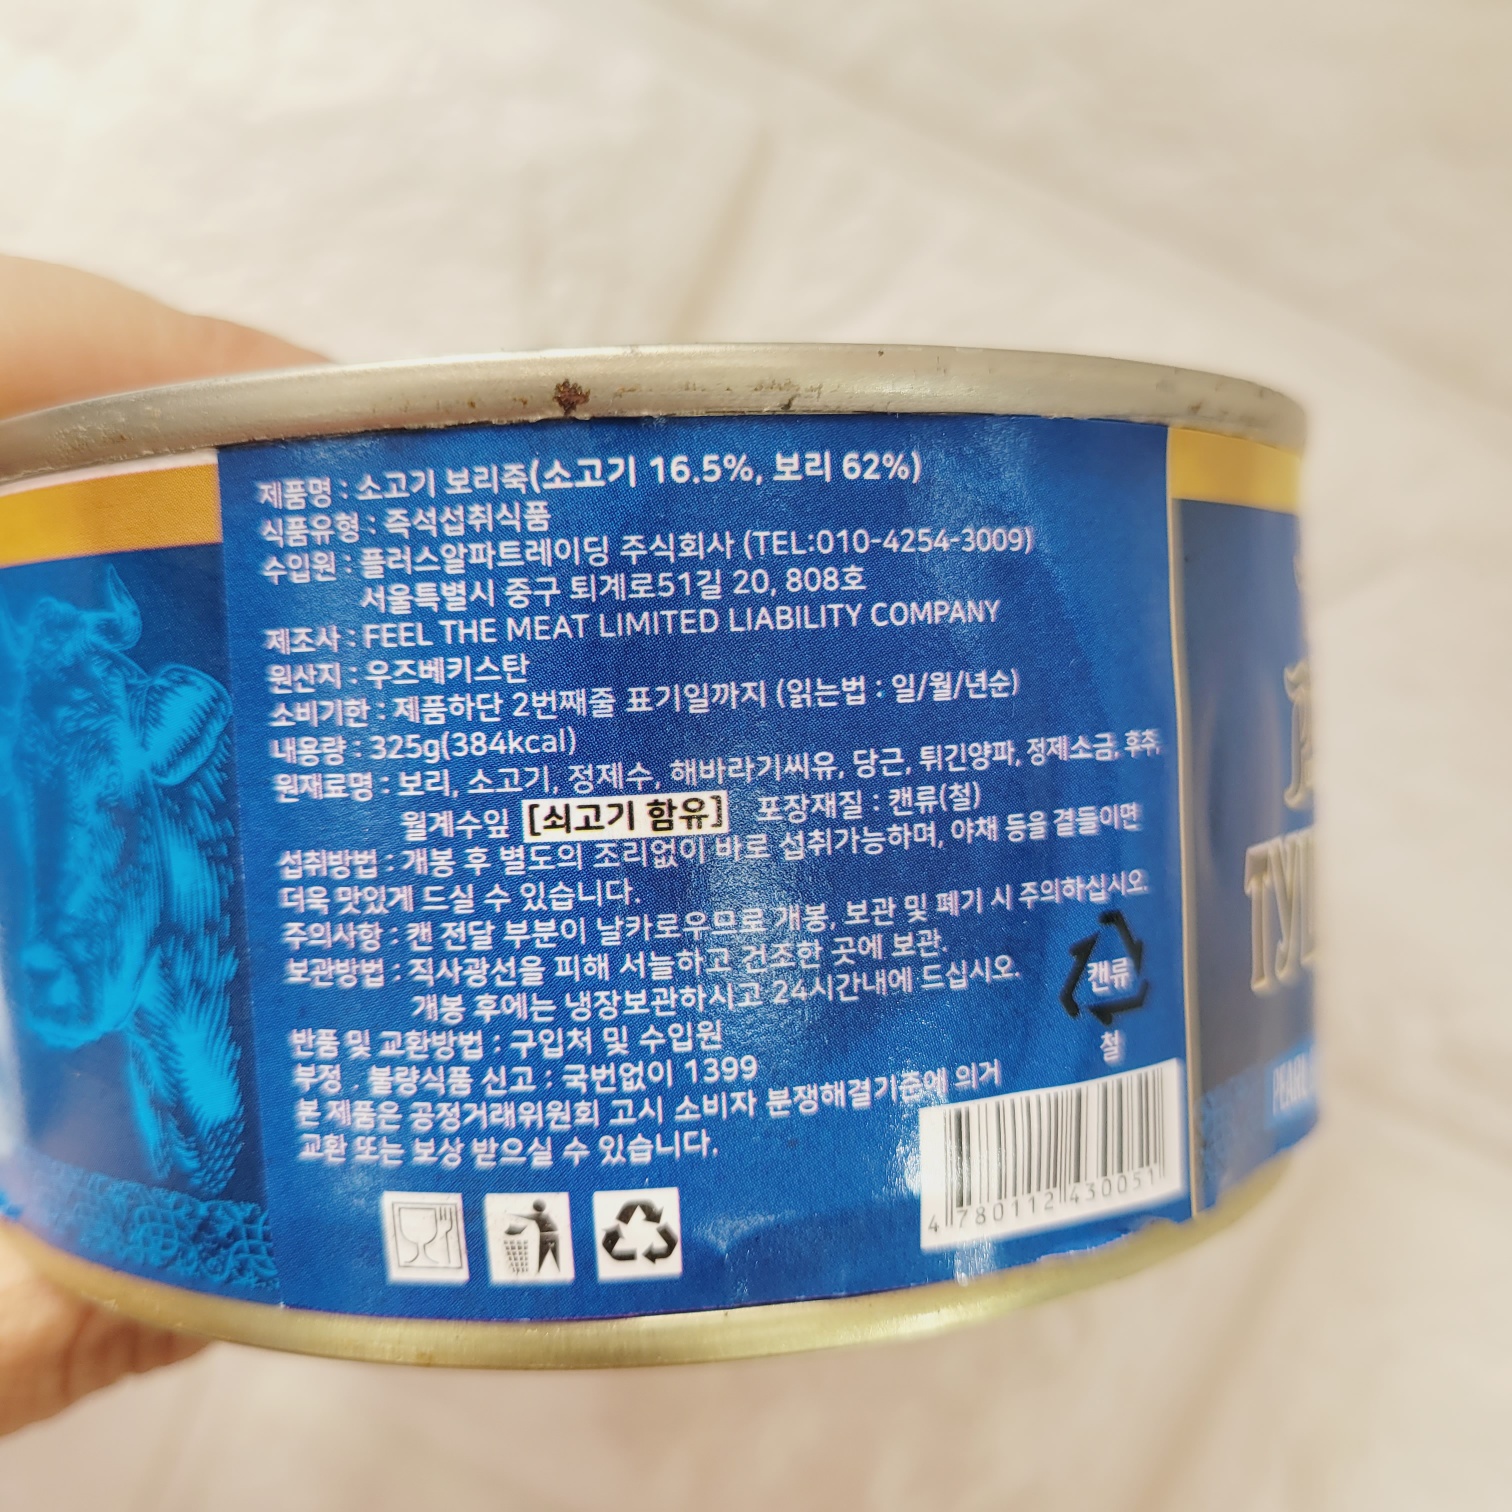 제품명 : 소고기 보리죽(소고기 16.5%, 보리 62%)
식품유형 : 즉석섭취식품
수입원 : 플러스알파트레이딩 주식회사 (TEL:010-4254-3009)
서울특별시 중구 퇴계로51길 20, 808호
제조사 : FEEL THE MEAT LIMITED LIABILITY COMPANY
원산지 : 우즈베키스탄
소비기한 : 제품하단 2번째줄 표기일까지 (읽는법 : 일/월/년순)
내용량 : 325g(384kcal)
원재료명 : 보리, 소고기, 정제수, 해바라기씨유, 당근, 튀긴양파, 정제소금, 후추,
월계수잎 [쇠고기 함유] 포장재질 : 캔류(철)
섭취방법 : 개봉 후 별도의 조리없이 바로 섭취가능하며, 야채 등을 곁들이면
더욱 맛있게 드실 수 있습니다.
주의사항 : 캔 전달 부분이 날카로우므로 개봉, 보관 및 폐기 시 주의하십시오.
보관방법 : 직사광선을 피해 서늘하고 건조한 곳에 보관.
개봉 후에는 냉장보관하시고 24시간내에 드십시오.
캔류
철
반품 및 교환방법 : 구입처 및 수입원
부정 . 불량식품 신고 : 국번없이 1399
본 제품은 공정거래위원회 고시 소비자 분쟁해결기준에 의거
교환 또는 보상 받으실 수 있습니다.
4 780112 430051